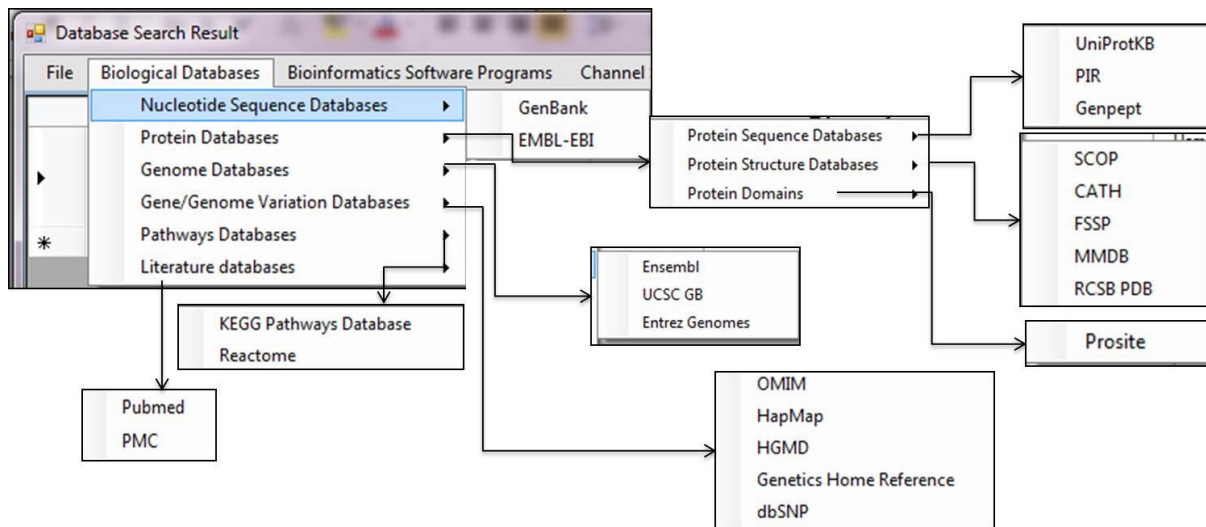 Database Search Result
File Biological Databases Bioinformatics Software Programs Channel
Nucleotide Sequence Databases
Protein Databases
Genome Databases
Gene/Genome Variation Databases
Pathways Databases
Literature databases
GenBank
EMBL-EBI
Protein Sequence Databases
Protein Structure Databases
Protein Domains
UniProtKB
PIR
Genpept
SCOP
CATH
FSSP
MMDB
RCSB PDB
Prosite
Ensembl
UCSC GB
Entrez Genomes
KEGG Pathways Database
Reactome
Pubmed
PMC
OMIM
HapMap
HGMD
Genetics Home Reference
dbSNP